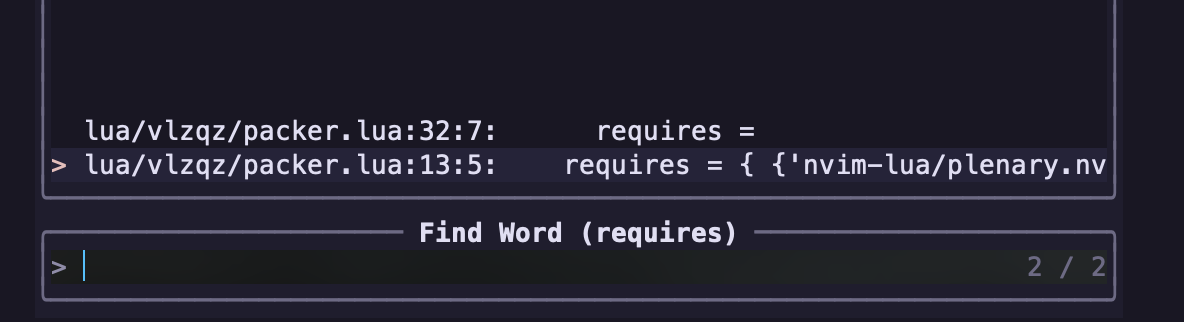 lua/vlzqz/packer.lua:32:7:      requires =
> lua/vlzqz/packer.lua:13:5:    requires = { {'nvim-lua/plenary.nv
Find Word (requires)
> 2 / 2